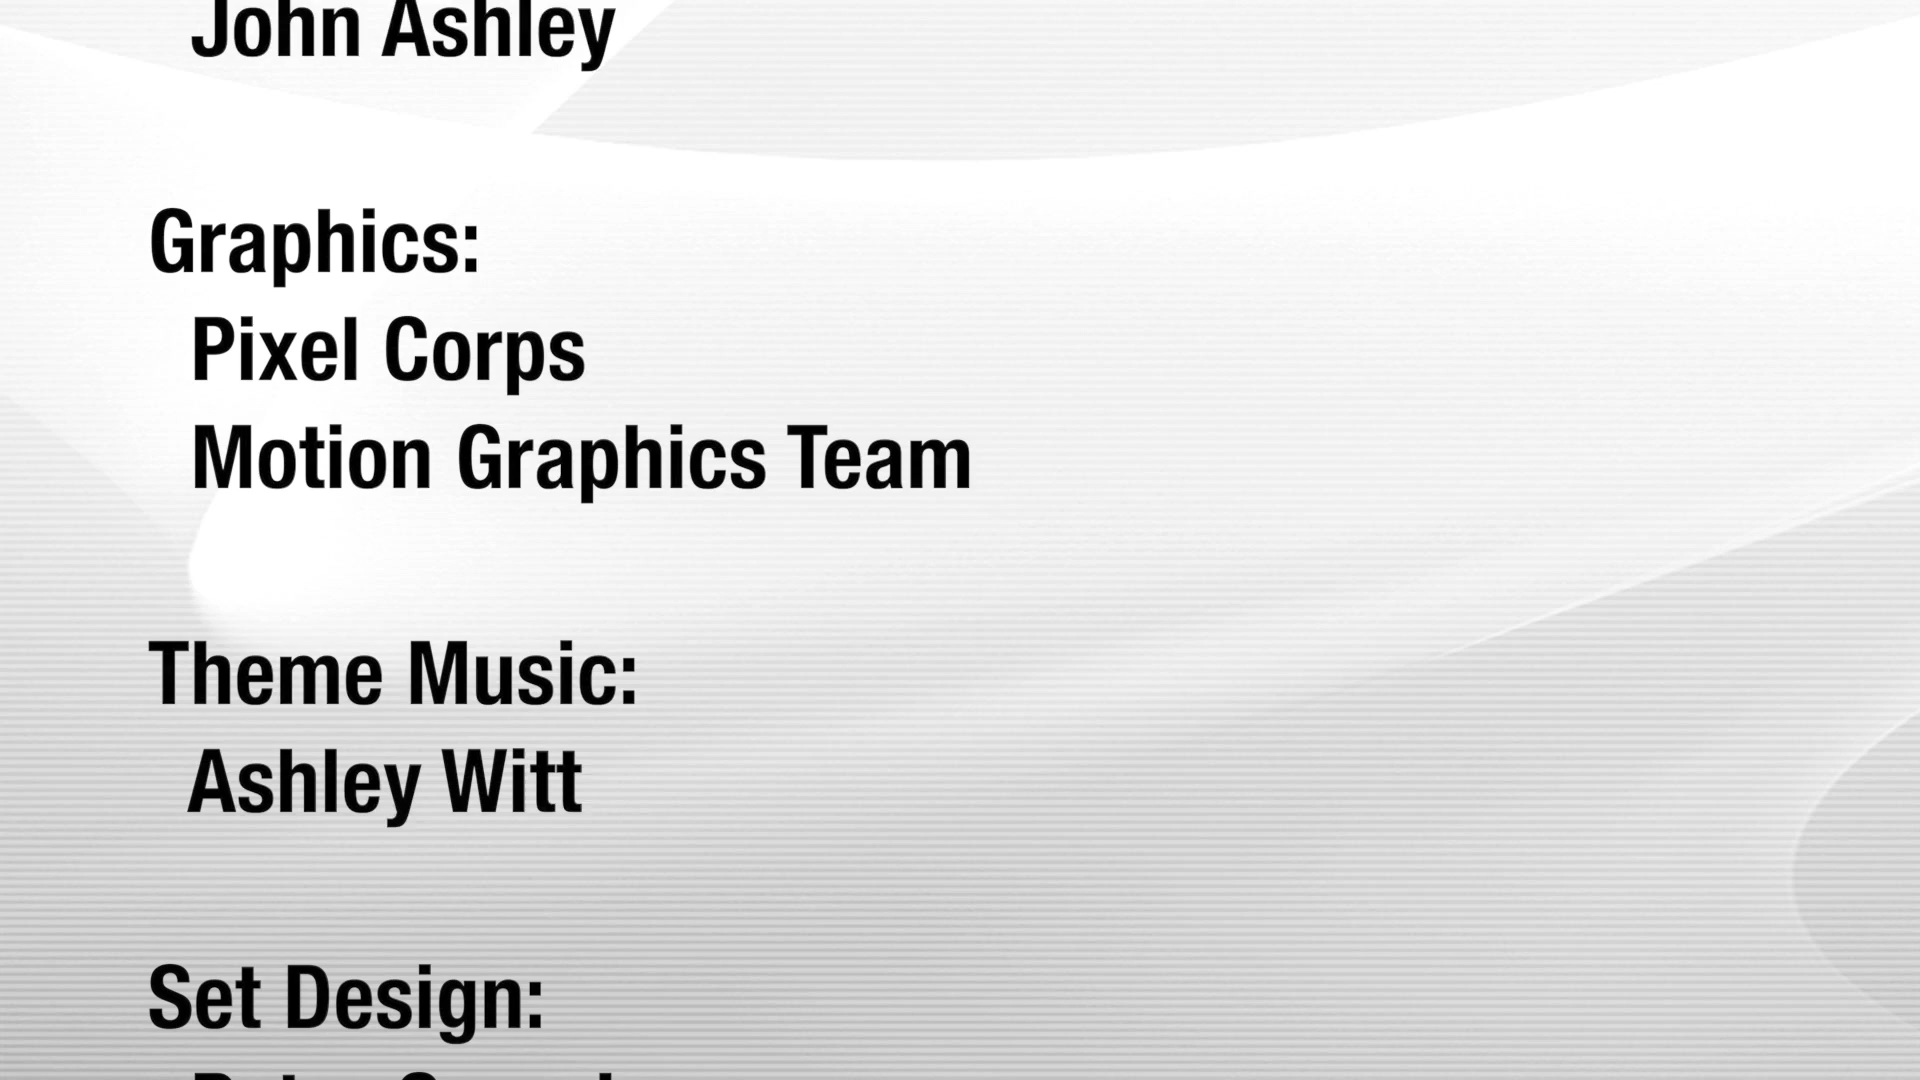 John Ashley
Graphics:
Pixel Corps
Motion Graphics Team
Theme Music:
Ashley Witt
Set Design: